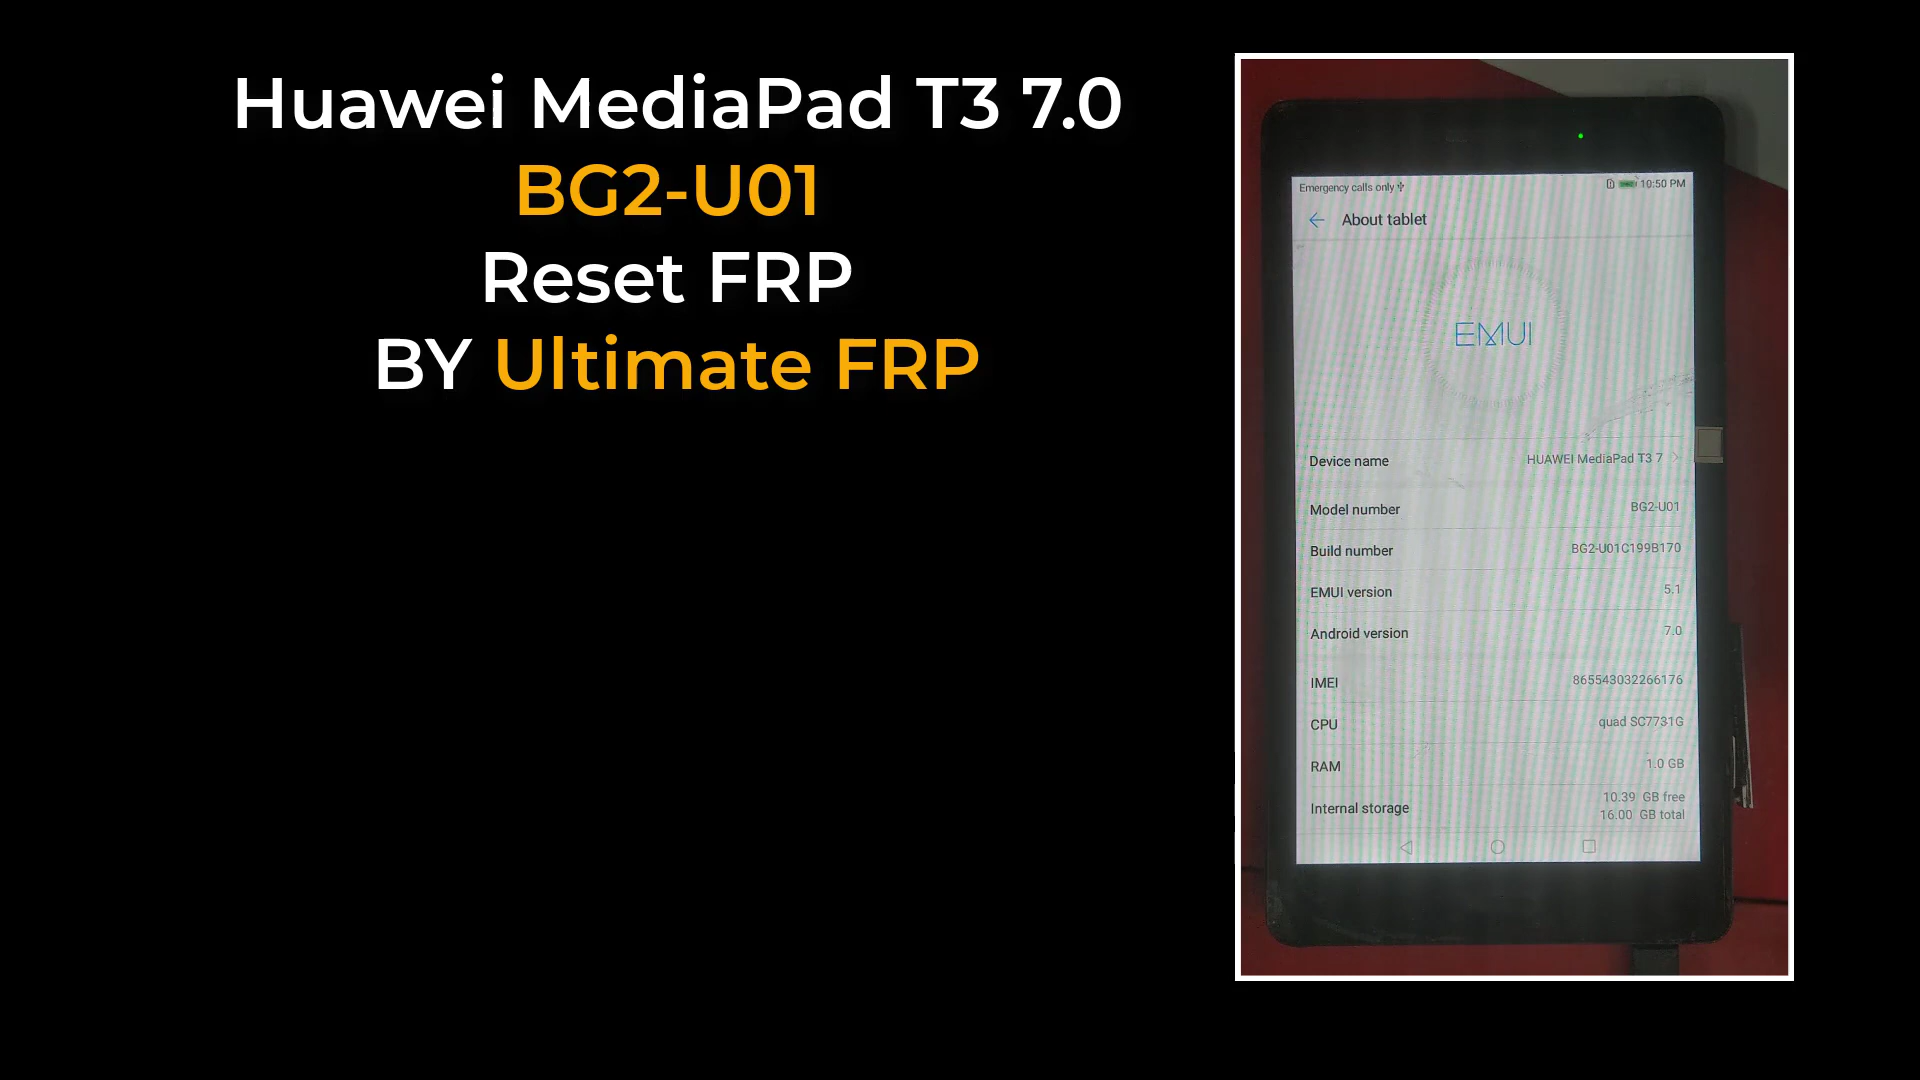 Huawei MediaPad T3 7.0
BG2-U01
Reset FRP
BY Ultimate FRP
Emergency calls only 10:50 PM
About tablet
EMUI
Device name HUAWEI MediaPad T3 7
Model number BG2-U01
Build number BG2-U01C199B170
EMUI version 5.1
Android version 7.0
IMEI 865543032266176
CPU quad SC7731G
RAM 1.0 GB
Internal storage 10.39 GB free
16.00 GB total